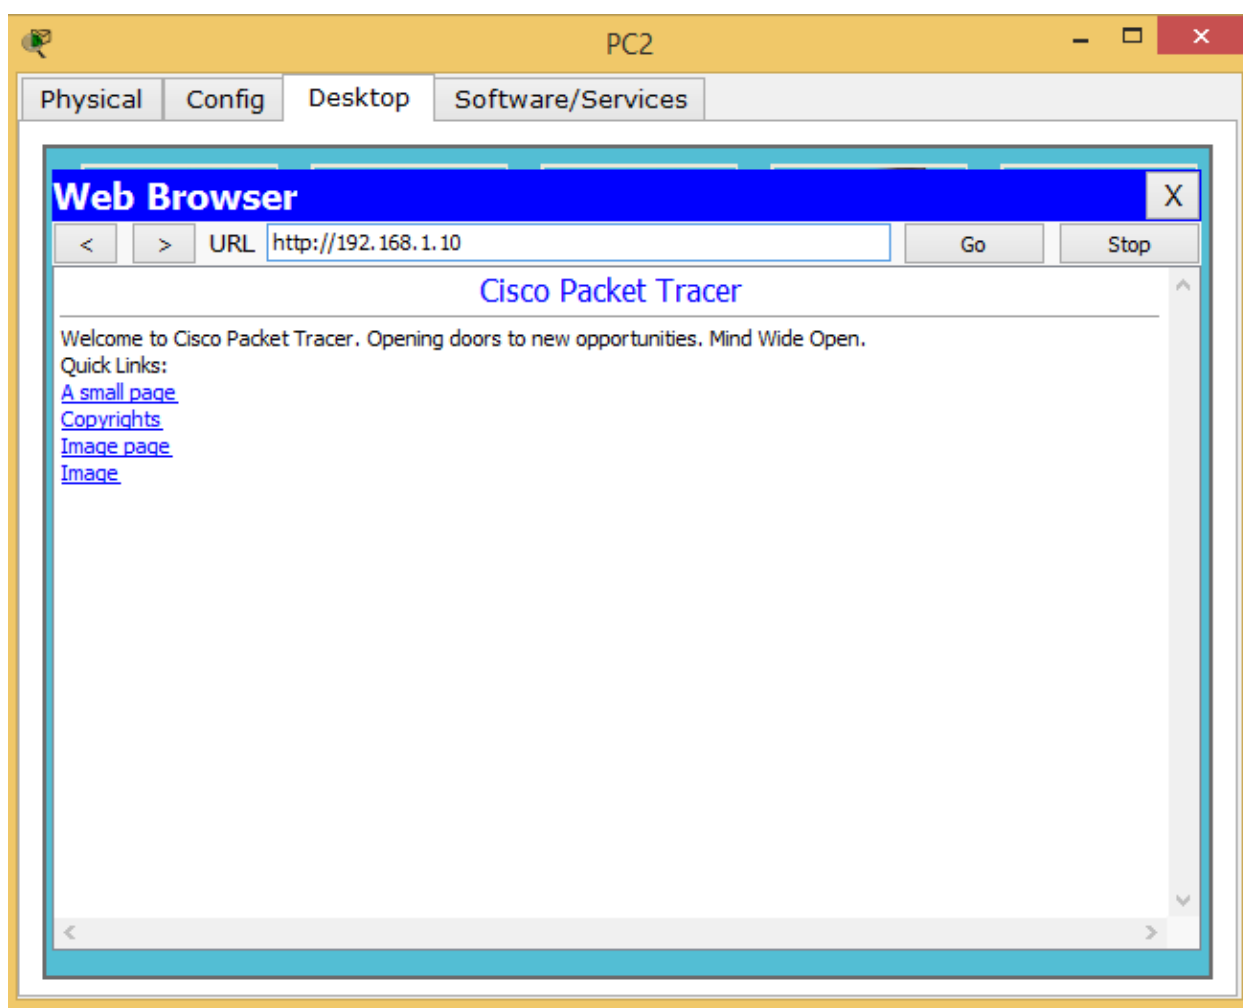 PC2
Physical Config Desktop Software/Services
Web Browser X
< > URL http://192.168.1.10 Go Stop
Cisco Packet Tracer
Welcome to Cisco Packet Tracer. Opening doors to new opportunities. Mind Wide Open.
Quick Links:
A small page
Copyrights
Image page
Image